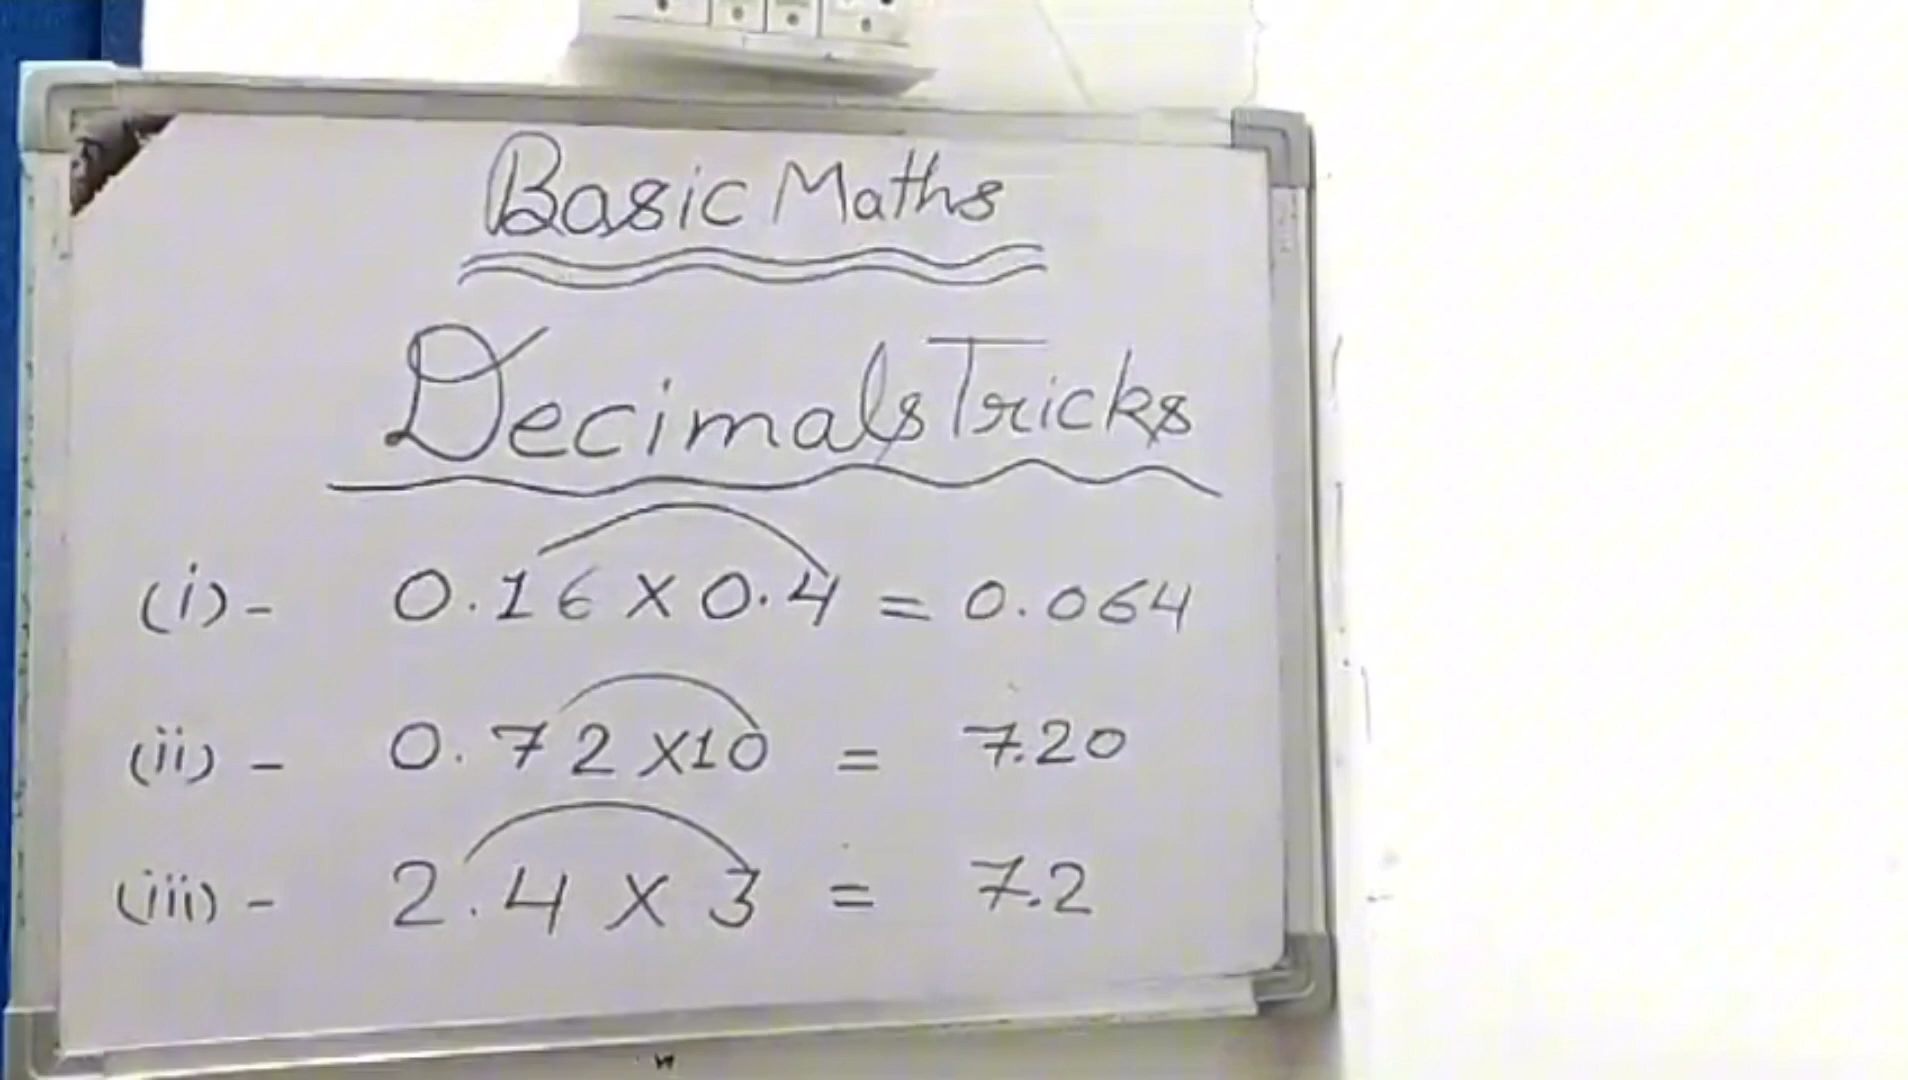 Basic Maths
Decimals Tricks
(i) - 0.16 X 0.4 = 0.064
(ii) - 0.72 X10 = 7.20
(iii) - 2.4 X 3 = 7.2